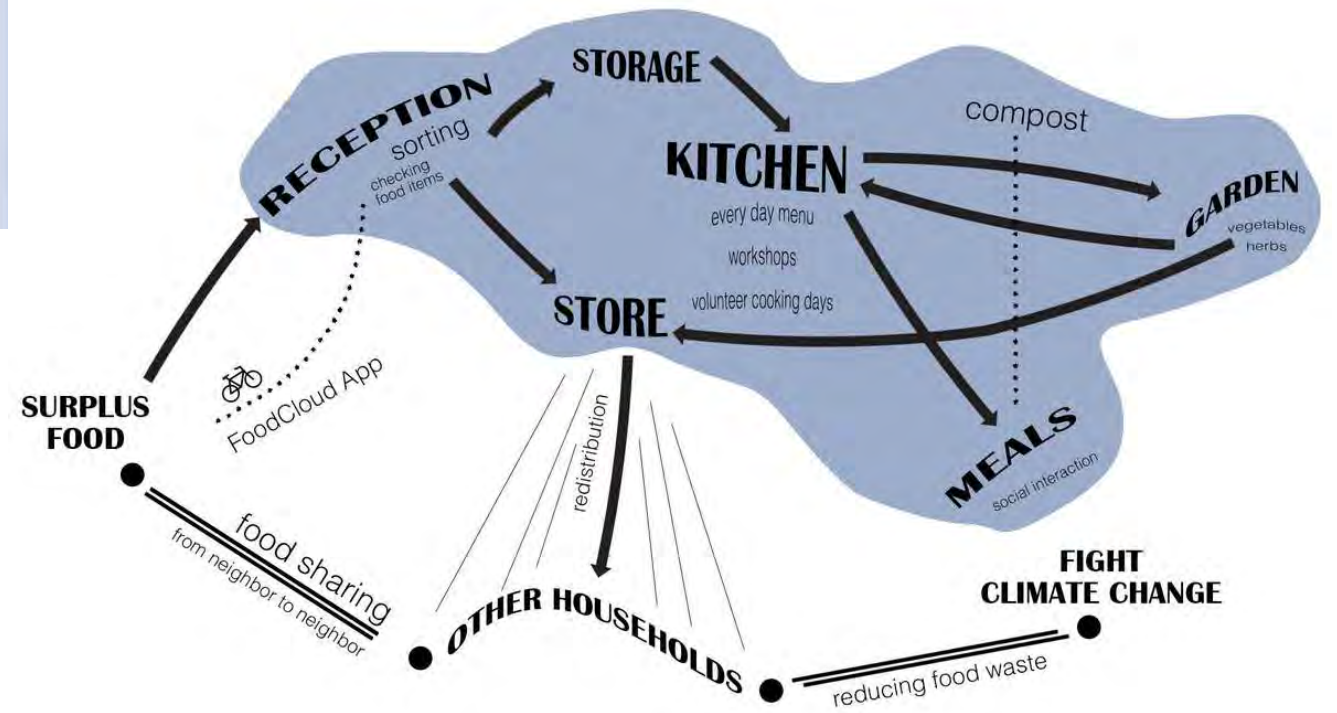 STORAGE
RECEPTION
sorting
checking
food items
compost
KITCHEN
every day menu
workshops
volunteer cooking days
GARDEN
vegetables
herbs
STORE
SURPLUS
FOOD
FoodCloud App
redistribution
MEALS
social interaction
food sharing
from neighbor to neighbor
OTHER HOUSEHOLDS
FIGHT
CLIMATE CHANGE
reducing food waste